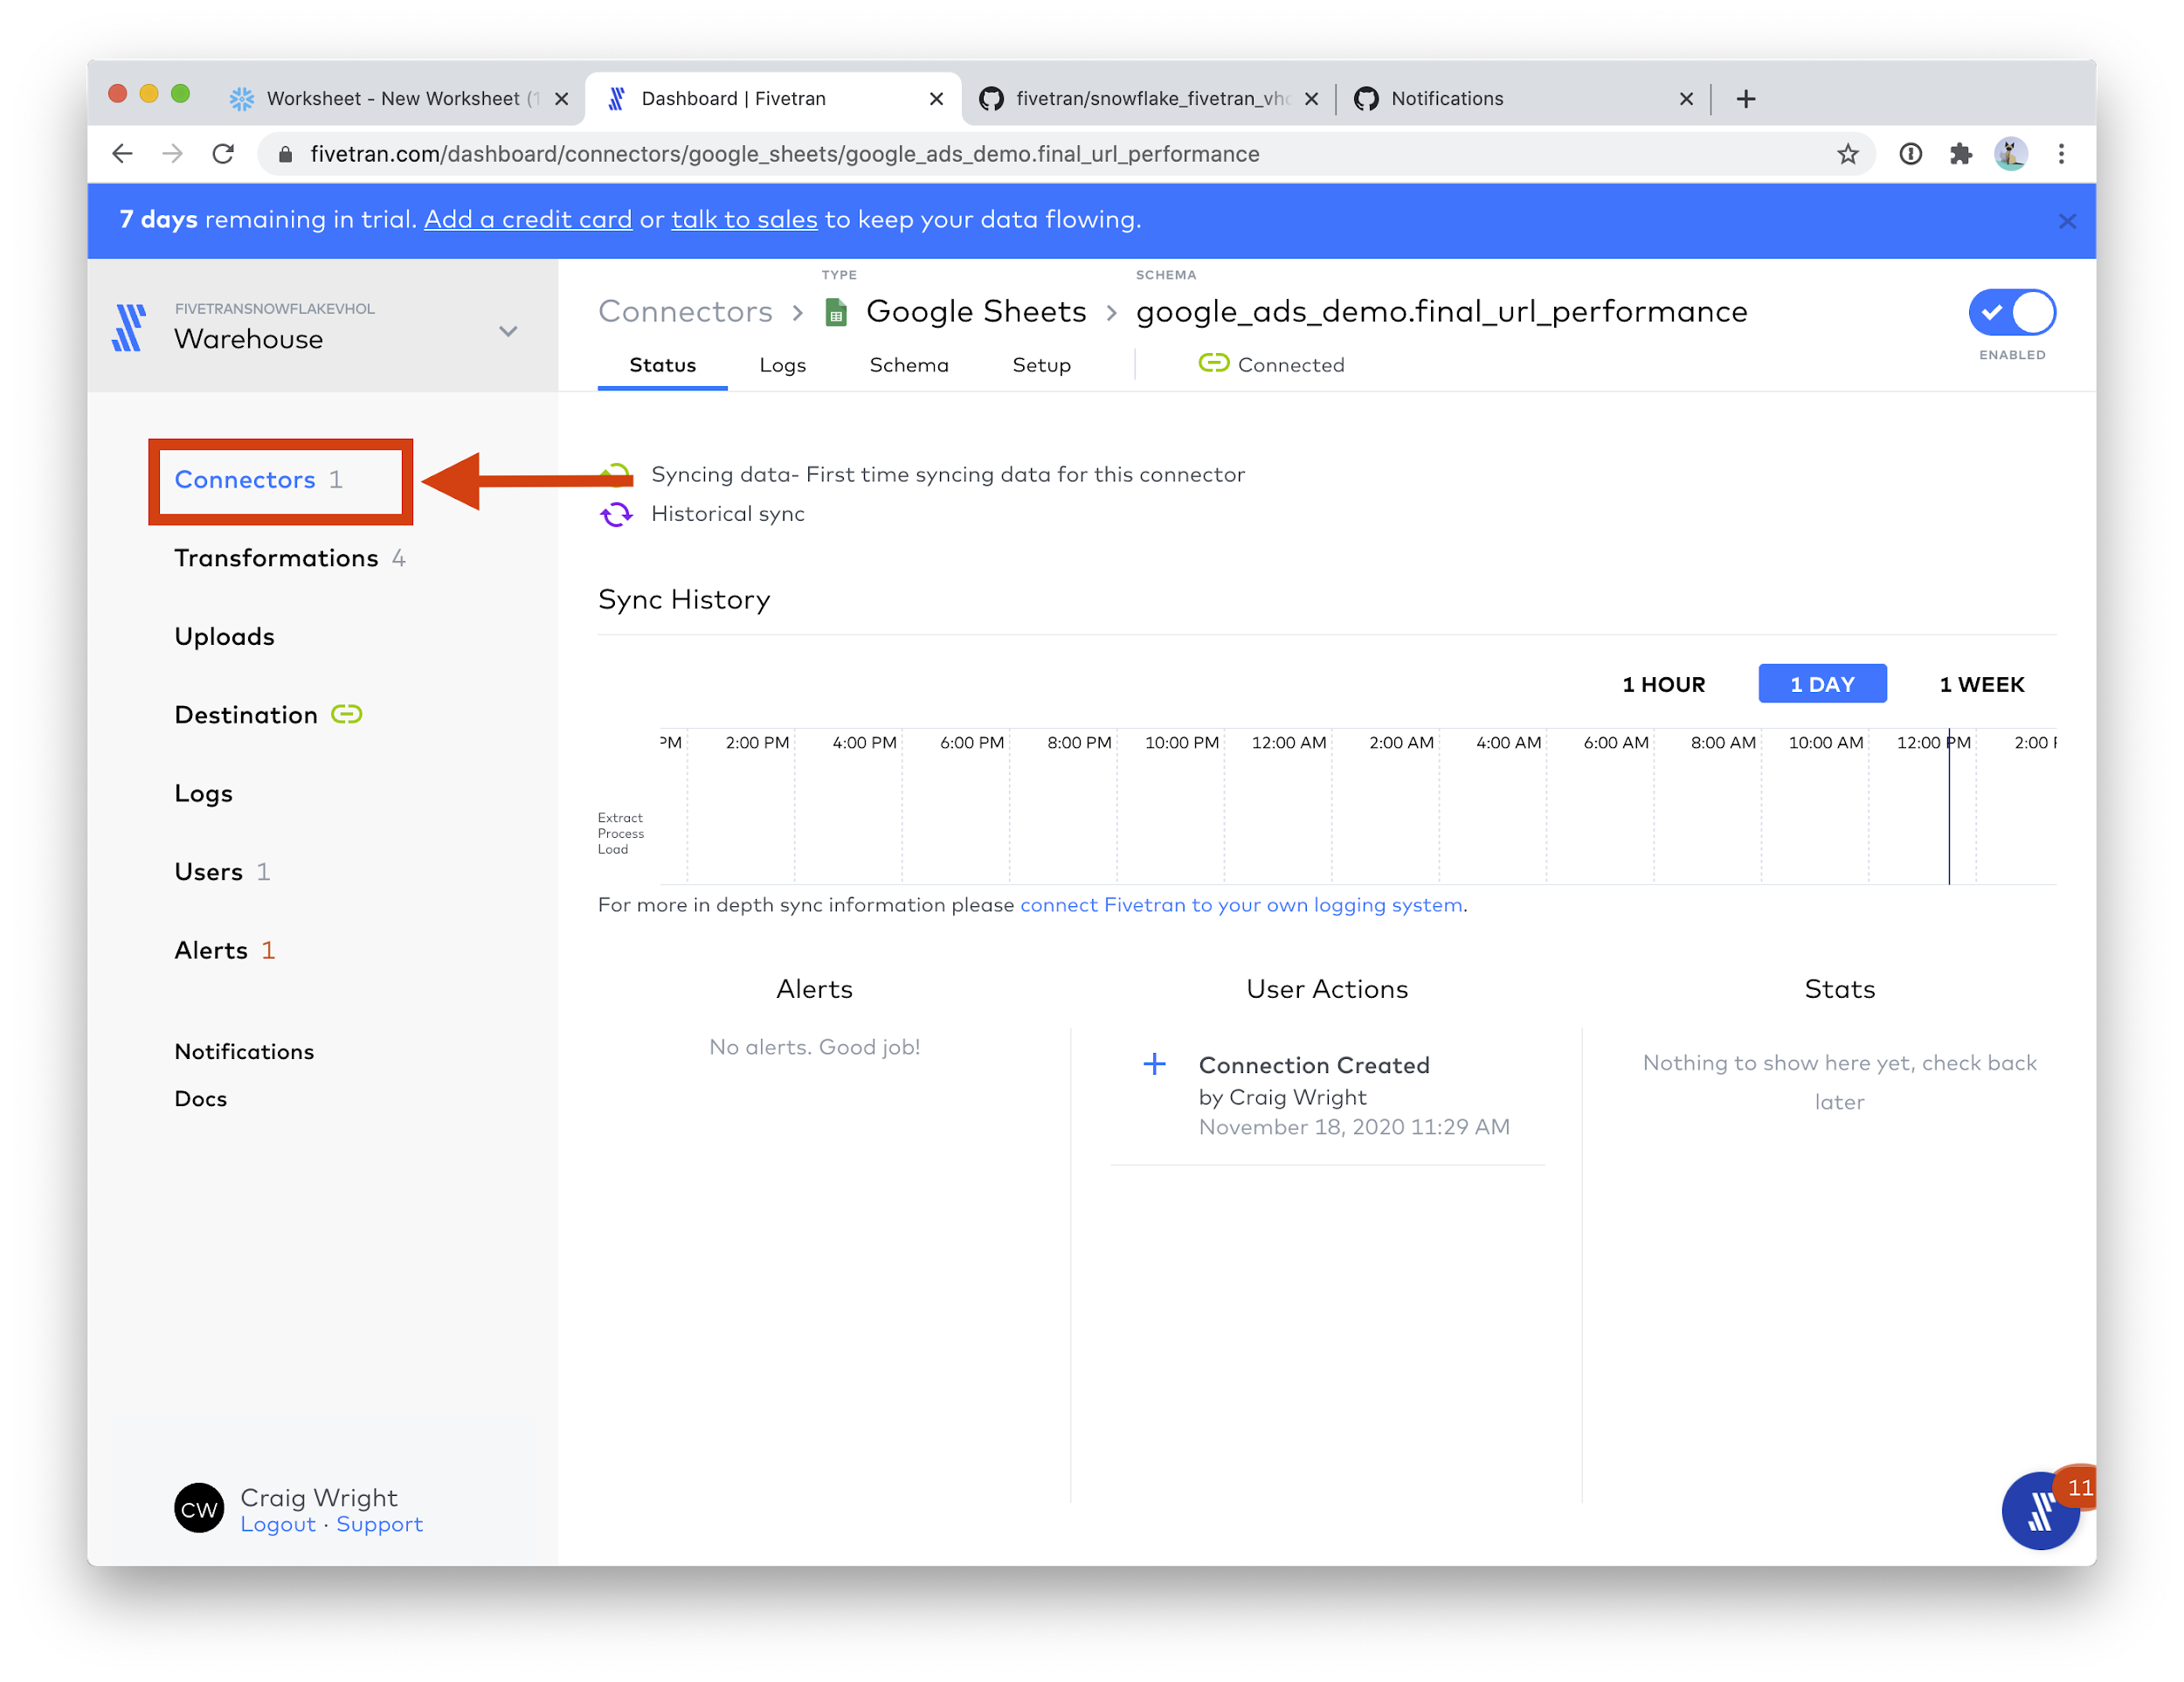 Worksheet - New Worksheet (1
Dashboard | Fivetran
fivetran/snowflake_fivetran_vho
Notifications
fivetran.com/dashboard/connectors/google_sheets/google_ads_demo.final_url_performance
7 days remaining in trial. Add a credit card or talk to sales to keep your data flowing.
FIVETRANSNOWFLAKEVHOL
Warehouse
TYPE
SCHEMA
Connectors > Google Sheets > google_ads_demo.final_url_performance
ENABLED
Status Logs Schema Setup Connected
Connectors 1
Transformations 4
Uploads
Destination
Logs
Users 1
Alerts 1
Notifications
Docs
Syncing data- First time syncing data for this connector
Historical sync
Sync History
1 HOUR 1 DAY 1 WEEK
PM 2:00 PM 4:00 PM 6:00 PM 8:00 PM 10:00 PM 12:00 AM 2:00 AM 4:00 AM 6:00 AM 8:00 AM 10:00 AM 12:00 PM 2:00 P
Extract
Process
Load
For more in depth sync information please connect Fivetran to your own logging system.
Alerts
No alerts. Good job!
User Actions
Connection Created
by Craig Wright
November 18, 2020 11:29 AM
Stats
Nothing to show here yet, check back
later
CW
Craig Wright
Logout · Support
11